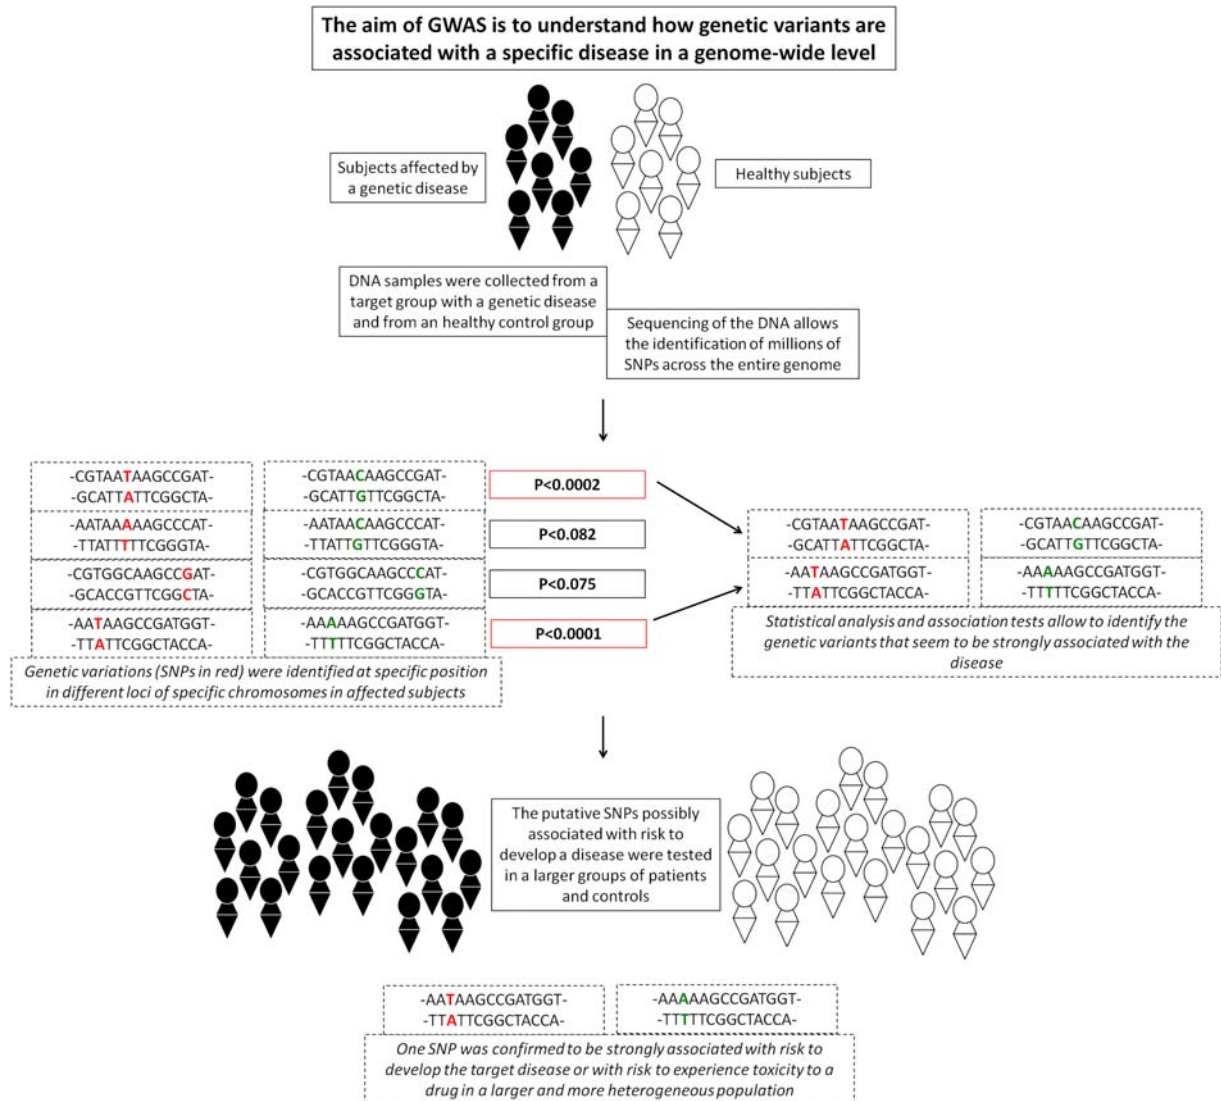 The aim of GWAS is to understand how genetic variants are
associated with a specific disease in a genome-wide level
Subjects affected by
a genetic disease
Healthy subjects
DNA samples were collected from a
target group with a genetic disease
and from an healthy control group
Sequencing of the DNA allows
the identification of millions of
SNPs across the entire genome
-CGTAATAAGCCGAT-
-GCATTATTCGGCTA-
-CGTAACAAGCCGAT-
-GCATTGTTCGGCTA-
P<0.0002
-AATAAAAAGCCCAT-
-TTATTTTTCGGGTA-
-AATAACAAGCCCAT-
-TTATTGTTCGGGTA-
P<0.082
-CGTGGCAAGCCGAT-
-GCACCGTTCGGCTA-
-CGTGGCAAGCCCAT-
-GCACCGTTCGGGTA-
P<0.075
-AATAAGCCGATGGT-
-TTATTCGGCTACCA-
-AAAAAGCCGATGGT-
-TTTTTCGGCTACCA-
P<0.0001
Genetic variations (SNPs in red) were identified at specific position
in different loci of specific chromosomes in affected subjects
-CGTAATAAGCCGAT-
-GCATTATTCGGCTA-
-CGTAACAAGCCGAT-
-GCATTGTTCGGCTA-
-AATAAGCCGATGGT-
-TTATTCGGCTACCA-
-AAAAAGCCGATGGT-
-TTTTTCGGCTACCA-
Statistical analysis and association tests allow to identify the
genetic variants that seem to be strongly associated with the
disease
The putative SNPs possibly
associated with risk to
develop a disease were tested
in a larger groups of patients
and controls
-AATAAGCCGATGGT-
-TTATTCGGCTACCA-
-AAAAAGCCGATGGT-
-TTTTTCGGCTACCA-
One SNP was confirmed to be strongly associated with risk to
develop the target disease or with risk to experience toxicity to a
drug in a larger and more heterogeneous population